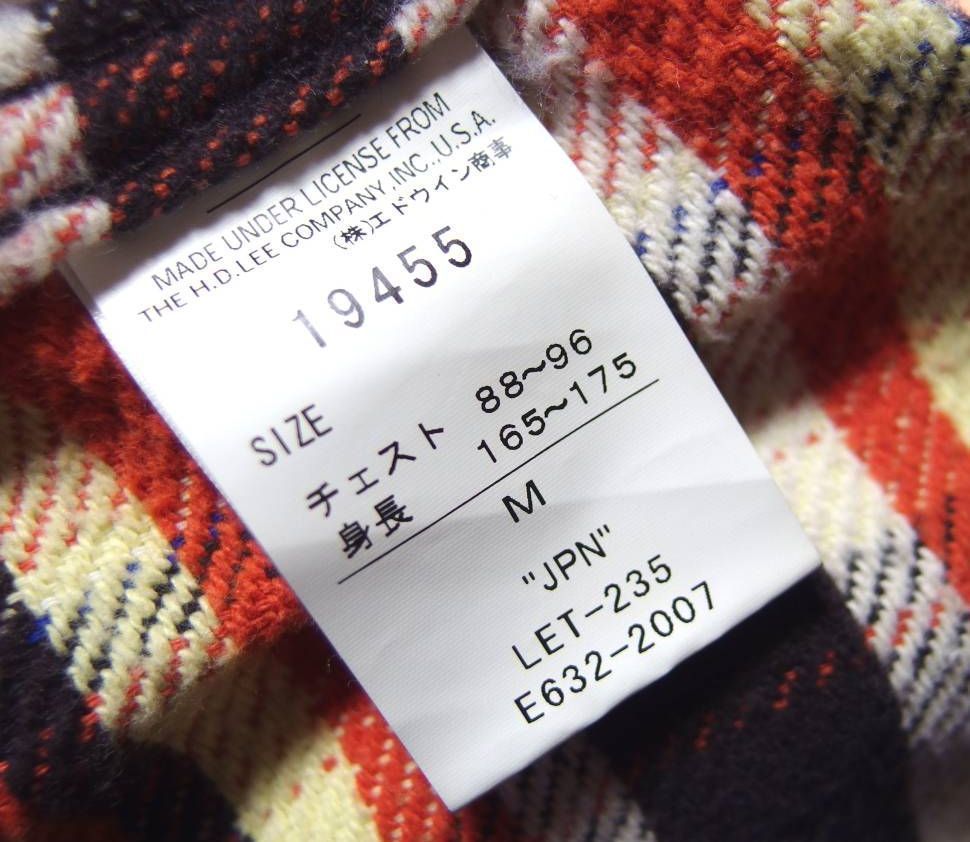 MADE UNDER LICENSE FROM
THE H.D.LEE COMPANY,INC.,U.S.A.
(株)エドウイン商事
19455
SIZE
チェスト 88~96
身長 165~175
M
"JPN"
LET-235
E632-2007